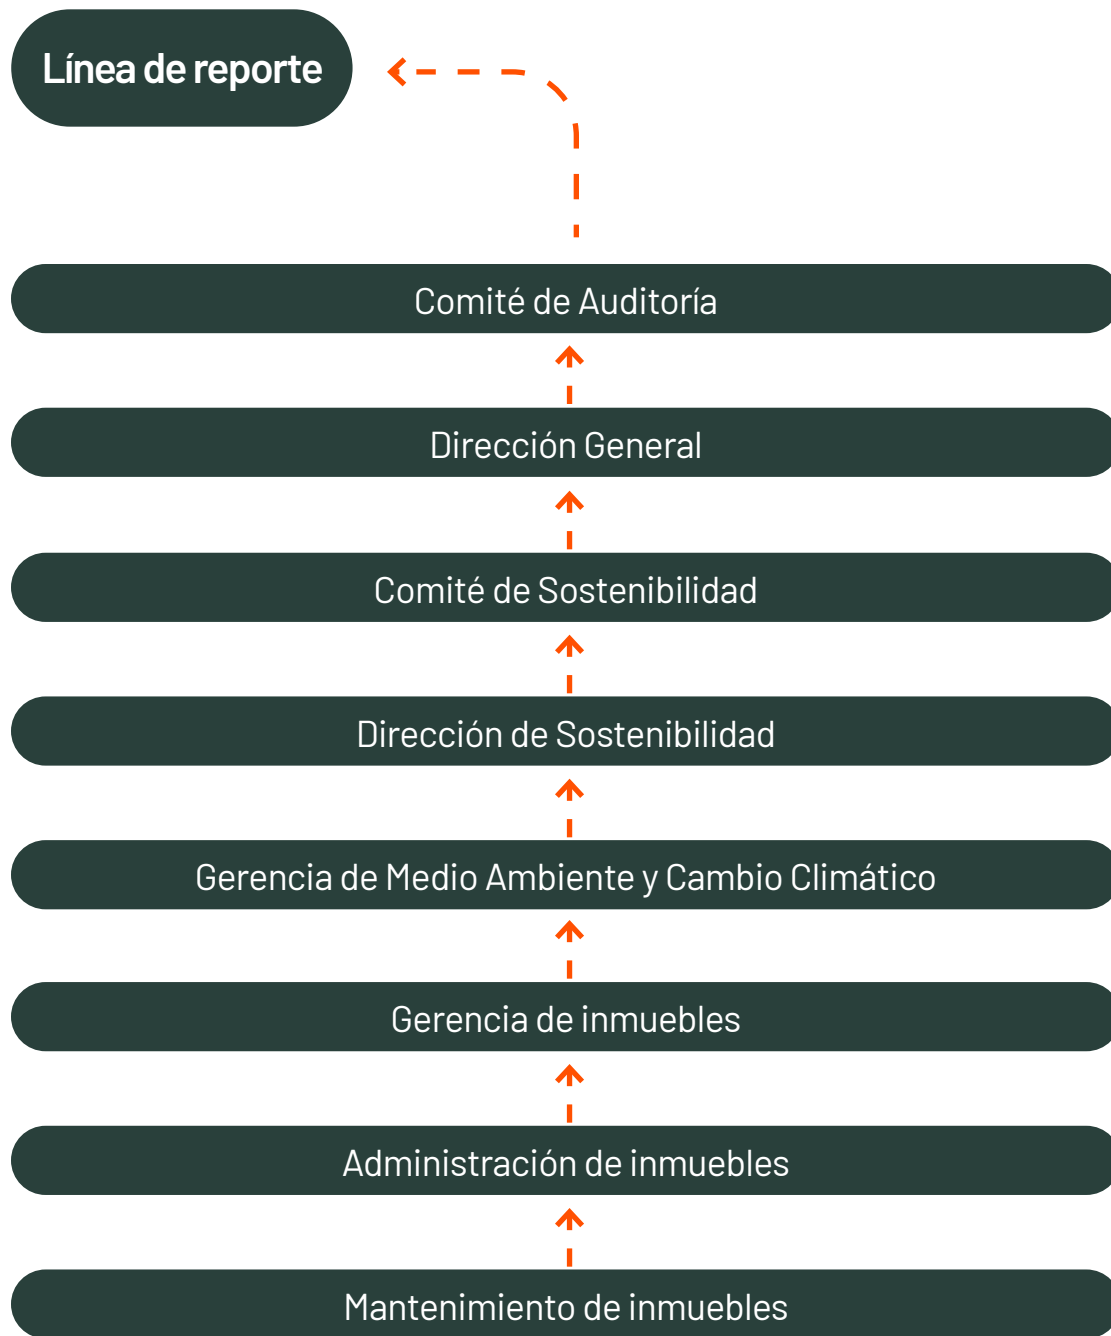 Línea de reporte
Comité de Auditoría
Dirección General
Comité de Sostenibilidad
Dirección de Sostenibilidad
Gerencia de Medio Ambiente y Cambio Climático
Gerencia de inmuebles
Administración de inmuebles
Mantenimiento de inmuebles